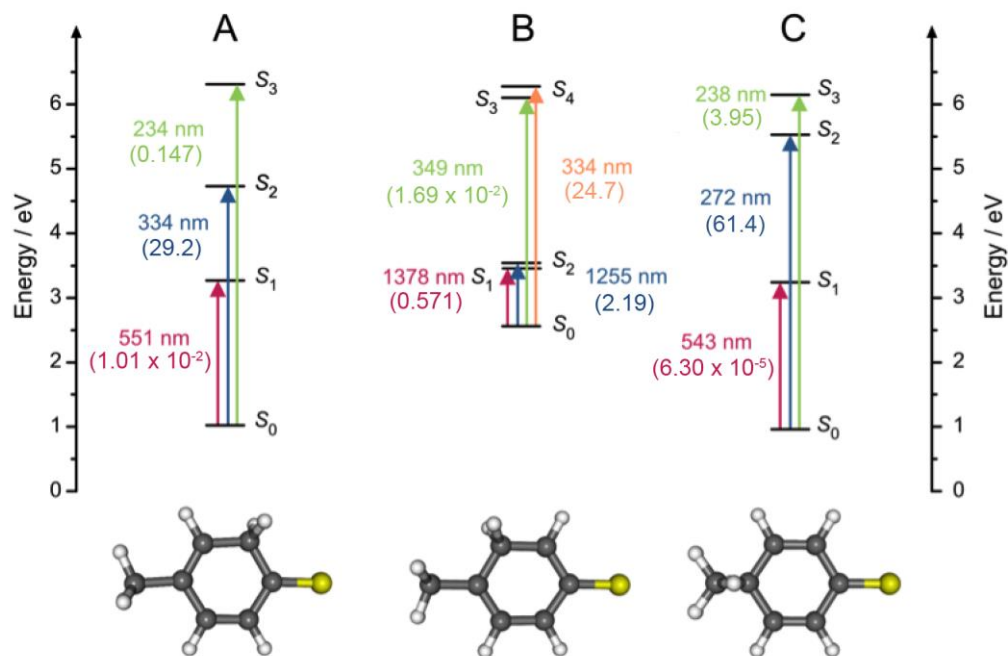 A
B
C
Energy / eV
6
5
4
3
2
1
0
S₃
234 nm
(0.147)
S₂
334 nm
(29.2)
S₁
551 nm
(1.01 x 10⁻²)
S₀
S₃
S₄
349 nm
(1.69 x 10⁻²)
334 nm
(24.7)
S₁
S₂
1378 nm
(0.571)
1255 nm
(2.19)
S₀
238 nm
(3.95)
S₃
S₂
272 nm
(61.4)
S₁
543 nm
(6.30 x 10⁻⁵)
S₀
6
5
4
3
2
1
0
Energy / eV